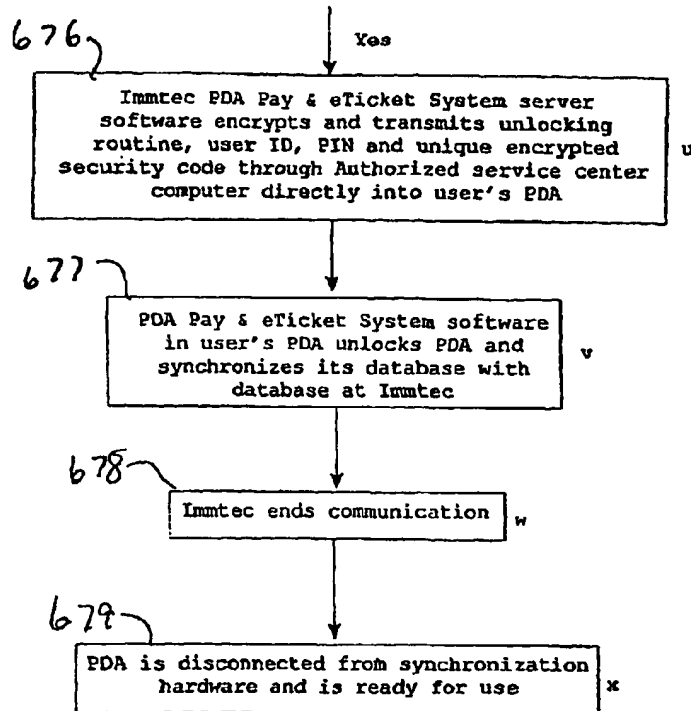 676
Yes
Immtec PDA Pay & eTicket System server
software encrypts and transmits unlocking
routine, user ID, PIN and unique encrypted
security code through Authorized service center
computer directly into user's PDA
u
677
PDA Pay & eTicket System software
in user's PDA unlocks PDA and
synchronizes its database with
database at Immtec
v
678
Immtec ends communication
w
679
PDA is disconnected from synchronization
hardware and is ready for use
x